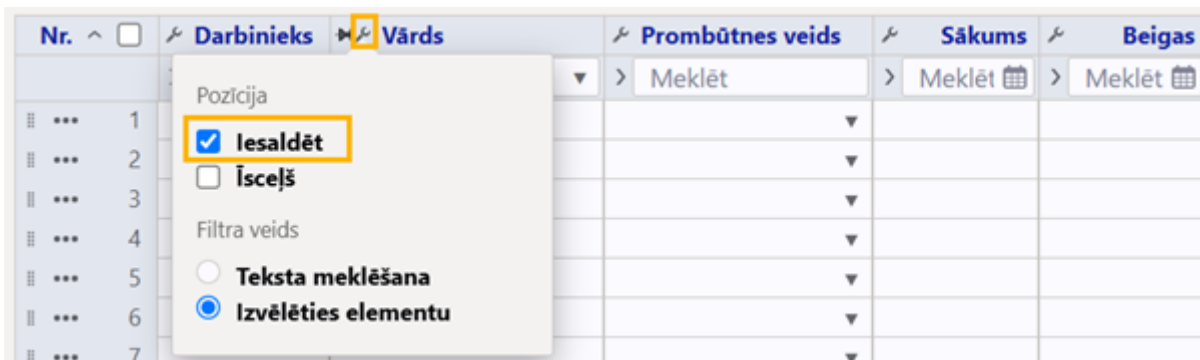 Nr. Darbinieks Vārds Prombūtnes veids Sākums Beigas
Meklēt Meklēt Meklēt
Pozīcija
1
Iesaldēt
2
Īsceļš
3
Filtra veids
4
Teksta meklēšana
5
Izvēlēties elementu
6
7